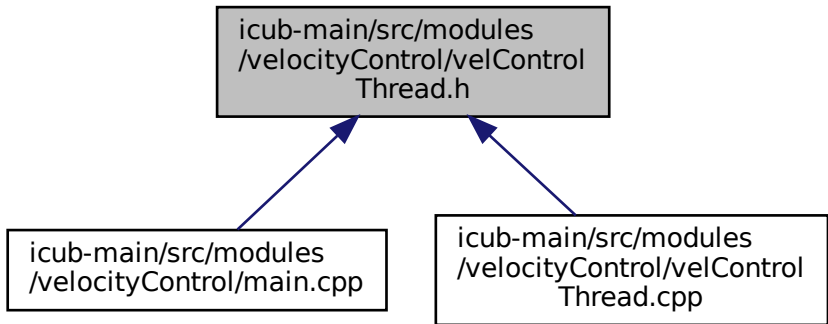 icub-main/src/modules
/velocityControl/velControl
Thread.h
icub-main/src/modules
/velocityControl/main.cpp
icub-main/src/modules
/velocityControl/velControl
Thread.cpp